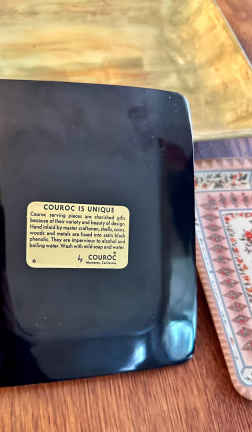 COUROC IS UNIQUE
Couroc serving pieces are cherished gifts
because of their variety and beauty of design.
Hand inlaid by master craftsmen, shells, coins,
woods and metals are fused into satin black
phenolic. They are impervious to alcohol and
boiling water. Wash with mild soap and water.
by COUROC
Monterey, California